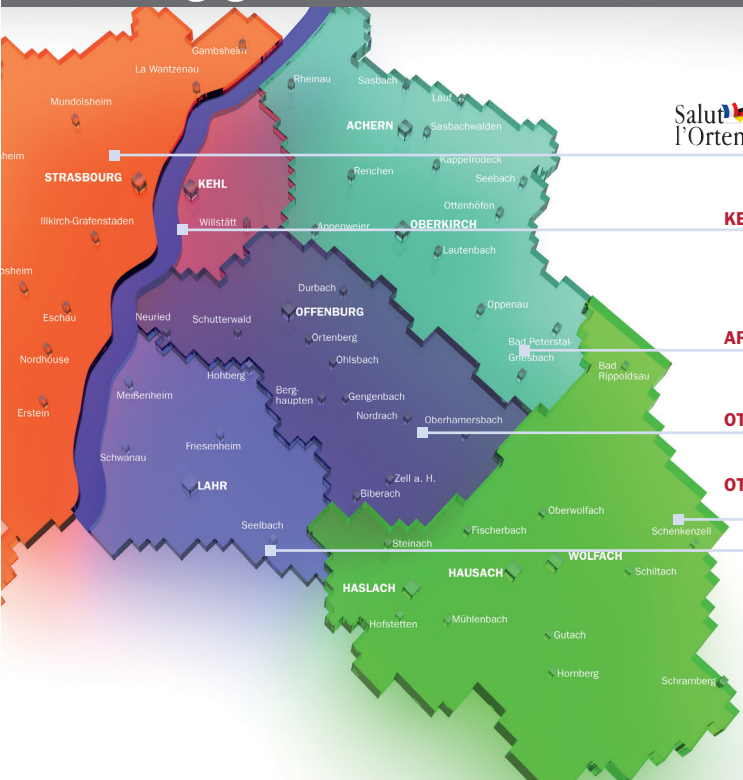 Gambsheim
La Wantzenau
Rheinau
Sasbach
Lauf
Mundolsheim
Salut
l'Orten
ACHERN
Sasbachwalden
heim
Kappelrodeck
Renchen
Seebach
STRASBOURG
KEHL
Ottenhöfen
Illkirch-Grafenstaden
Willstätt
Appenweier
OBERKIRCH
KE
Lautenbach
osheim
Durbach
Oppenau
Eschau
Neuried
Schutterwald
OFFENBURG
Ortenberg
Bad Peterstal-
Griesbach
AR
Nordhouse
Ohlsbach
Bad
Rippoldsau
Hohberg
Meißenheim
Berg-
haupten
Gengenbach
Erstein
Nordrach
Oberhamersbach
OT
Friesenheim
Schwanau
Zell a. H.
LAHR
Biberach
OT
Oberwolfach
Seelbach
Fischerbach
Schenkenzell
Steinach
WOLFACH
HAUSACH
Schiltach
HASLACH
Hofstetten
Mühlenbach
Gutach
Hornberg
Schramberg